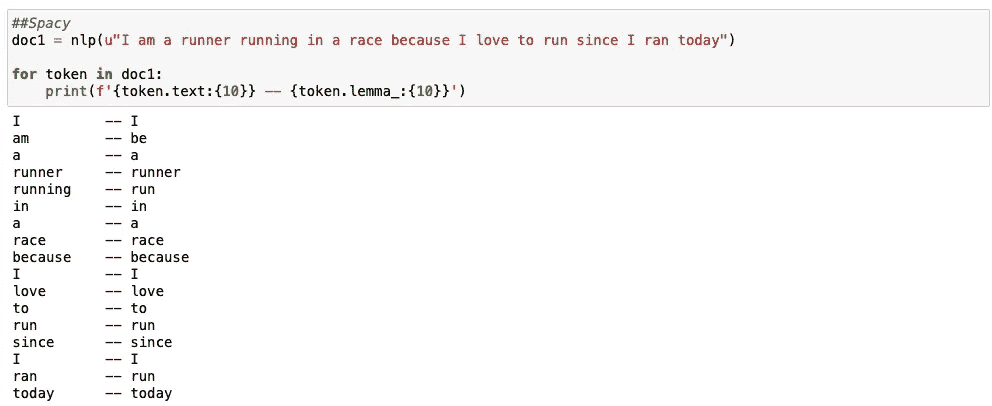 ##Spacy
doc1 = nlp(u"I am a runner running in a race because I love to run since I ran today")
for token in doc1:
    print(f'{token.text:{10}} -- {token.lemma_:{10}}')
I          -- I
am         -- be
a          -- a
runner     -- runner
running    -- run
in         -- in
a          -- a
race       -- race
because    -- because
I          -- I
love       -- love
to         -- to
run        -- run
since      -- since
I          -- I
ran        -- run
today      -- today